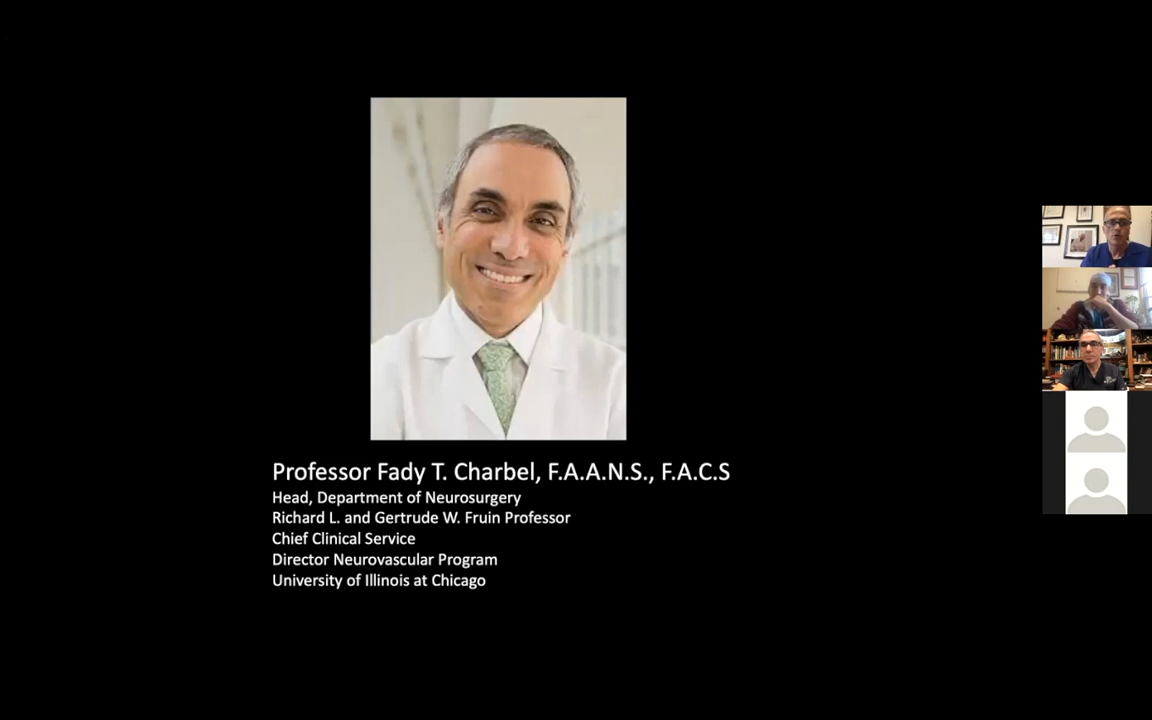 Professor Fady T. Charbel, F.A.A.N.S., F.A.C.S
Head, Department of Neurosurgery
Richard L. and Gertrude W. Fruin Professor
Chief Clinical Service
Director Neurovascular Program
University of Illinois at Chicago